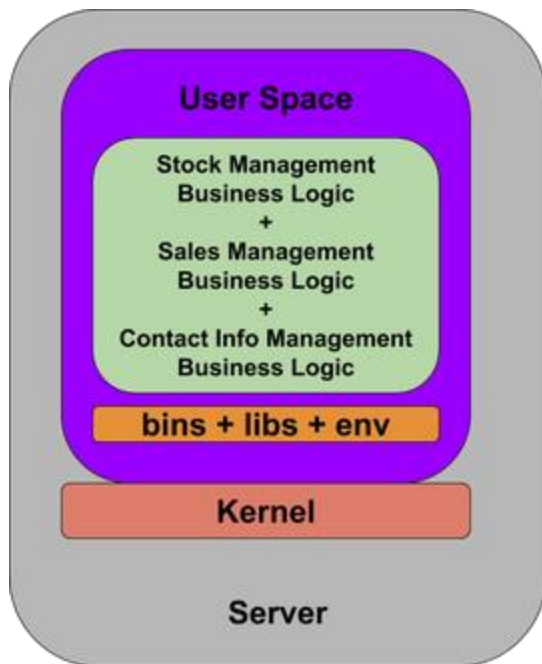 User Space
Stock Management
Business Logic
+
Sales Management
Business Logic
+
Contact Info Management
Business Logic
bins + libs + env
Kernel
Server